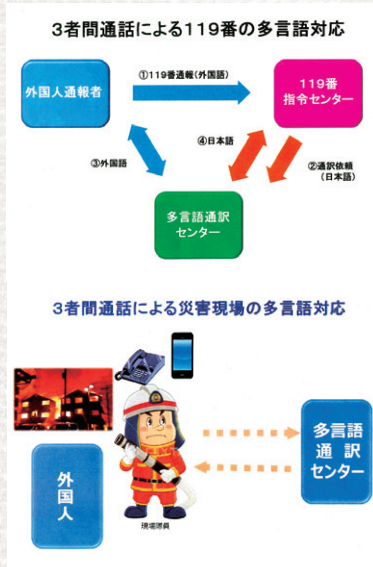 3者間通話による119番の多言語対応
①119番通報(外国語)
外国人通報者
119番
指令センター
③外国語
④日本語
②通訳依頼
(日本語)
多言語通訳
センター
3者間通話による災害現場の多言語対応
外国人
現場隊員
多言語
通訳
センター